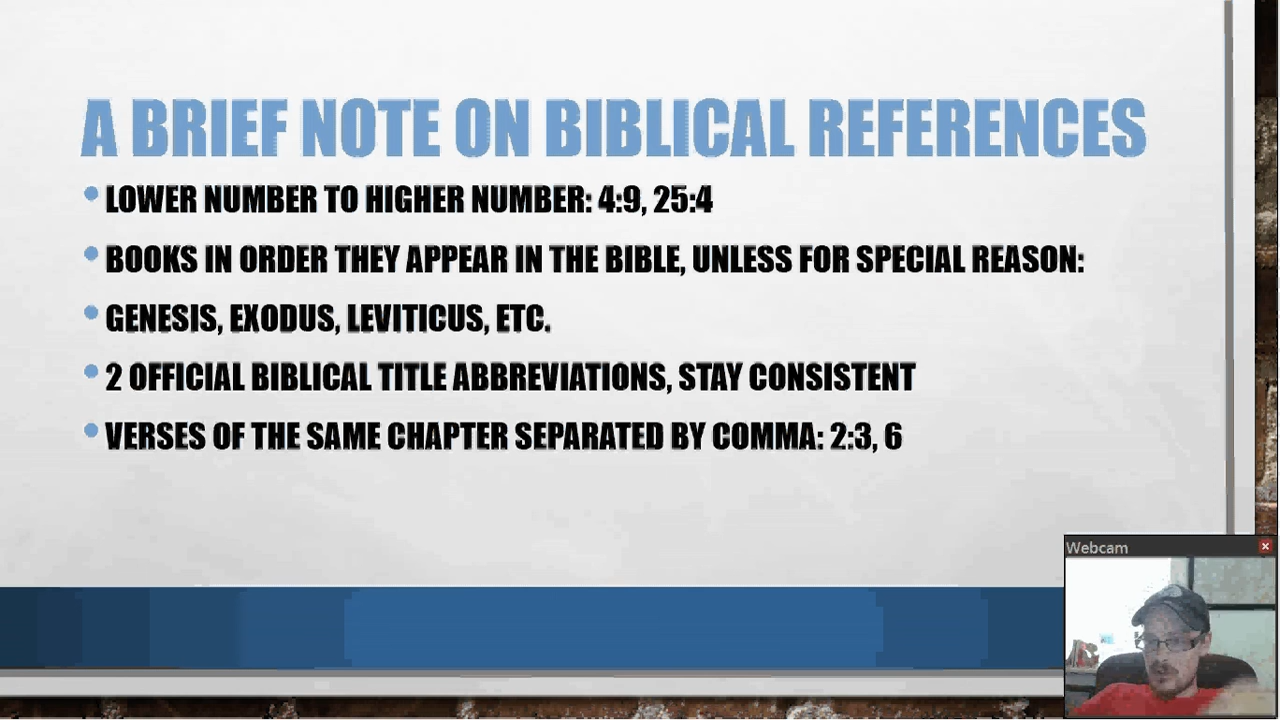 A BRIEF NOTE ON BIBLICAL REFERENCES
• LOWER NUMBER TO HIGHER NUMBER: 4:9, 25:4
• BOOKS IN ORDER THEY APPEAR IN THE BIBLE, UNLESS FOR SPECIAL REASON:
• GENESIS, EXODUS, LEVITICUS, ETC.
• 2 OFFICIAL BIBLICAL TITLE ABBREVIATIONS, STAY CONSISTENT
• VERSES OF THE SAME CHAPTER SEPARATED BY COMMA: 2:3, 6
Webcam